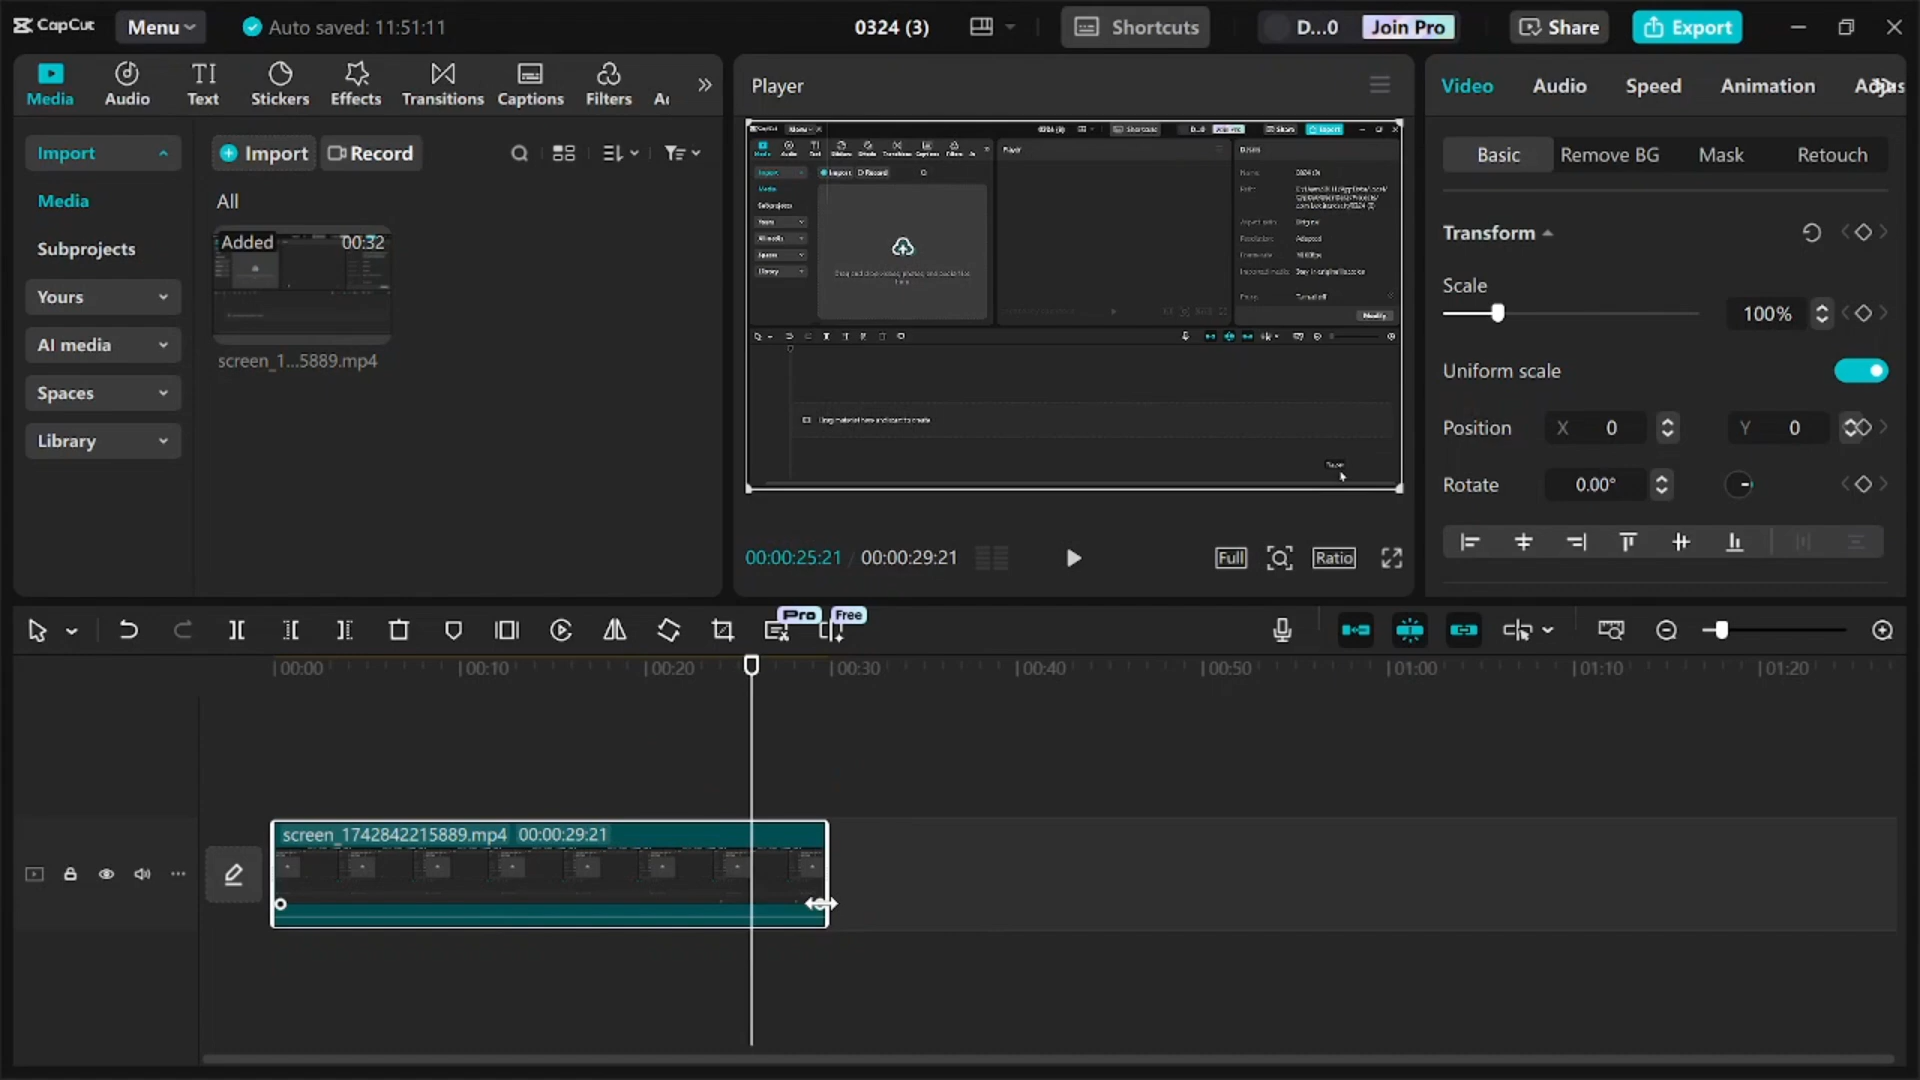 CapCut
Menu
Auto saved: 11:51:11
0324 (3)
Shortcuts
D...0
Join Pro
Share
Export
Media
Audio
Text
Stickers
Effects
Transitions
Captions
Filters
Import
Import
Record
Media
All
Subprojects
Added
00:32
Yours
AI media
screen_1...5889.mp4
Spaces
Library
Player
00:00:25:21 / 00:00:29:21
Full
Ratio
Video
Audio
Speed
Animation
Basic
Remove BG
Mask
Retouch
Transform
Scale
100%
Uniform scale
Position
X 0
Y 0
Rotate
0.00°
Pro
Free
00:00
00:10
00:20
00:30
00:40
00:50
01:00
01:10
01:20
screen_1742842215889.mp4 00:00:29:21